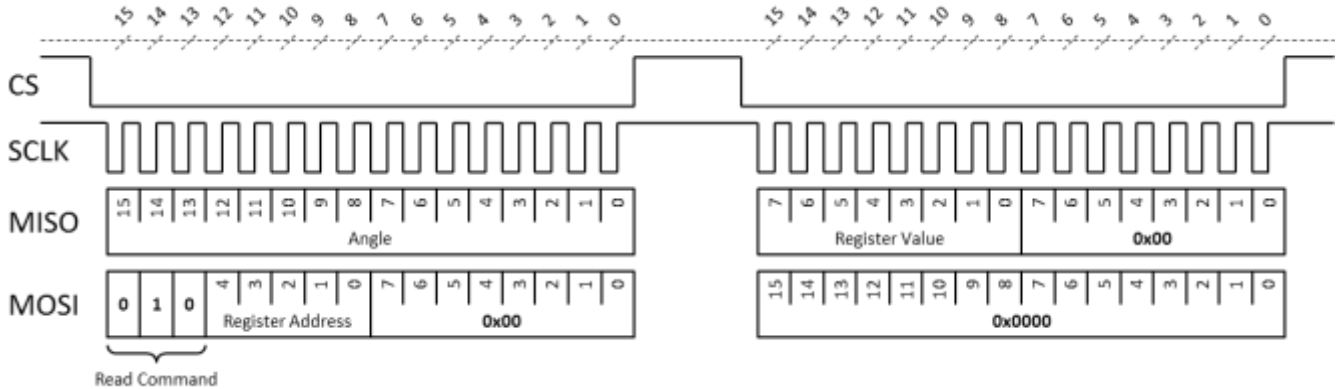 15 14 13 12 11 10 9 8 7 6 5 4 3 2 1 0 15 14 13 12 11 10 9 8 7 6 5 4 3 2 1 0
CS
SCLK
MISO 15 14 13 12 11 10 9 8 7 6 5 4 3 2 1 0 7 6 5 4 3 2 1 0 7 6 5 4 3 2 1 0
Angle Register Value 0x00
MOSI 0 1 0 4 3 2 1 0 7 6 5 4 3 2 1 0 15 14 13 12 11 10 9 8 7 6 5 4 3 2 1 0
Register Address 0x00 0x0000
Read Command